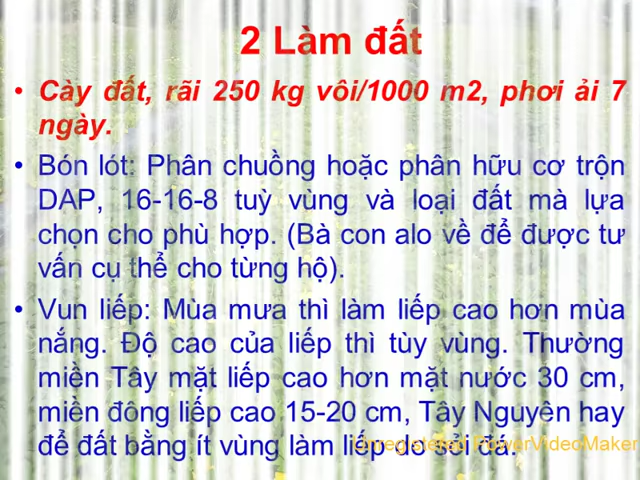 2 Làm đất
• Cày đất, rãi 250 kg vôi/1000 m2, phơi ải 7
ngày.
• Bón lót: Phân chuồng hoặc phân hữu cơ trộn
DAP, 16-16-8 tuỳ vùng và loại đất mà lựa
chọn cho phù hợp. (Bà con alo về để được tư
vấn cụ thể cho từng hộ).
• Vun liếp: Mùa mưa thì làm liếp cao hơn mùa
nắng. Độ cao của liếp thì tùy vùng. Thường
miền Tây mặt liếp cao hơn mặt nước 30 cm,
miền đông liếp cao 15-20 cm, Tây Nguyên hay
để đất bằng ít vùng làm liếp do sỏi đá.
Unregistered PowerVideoMaker